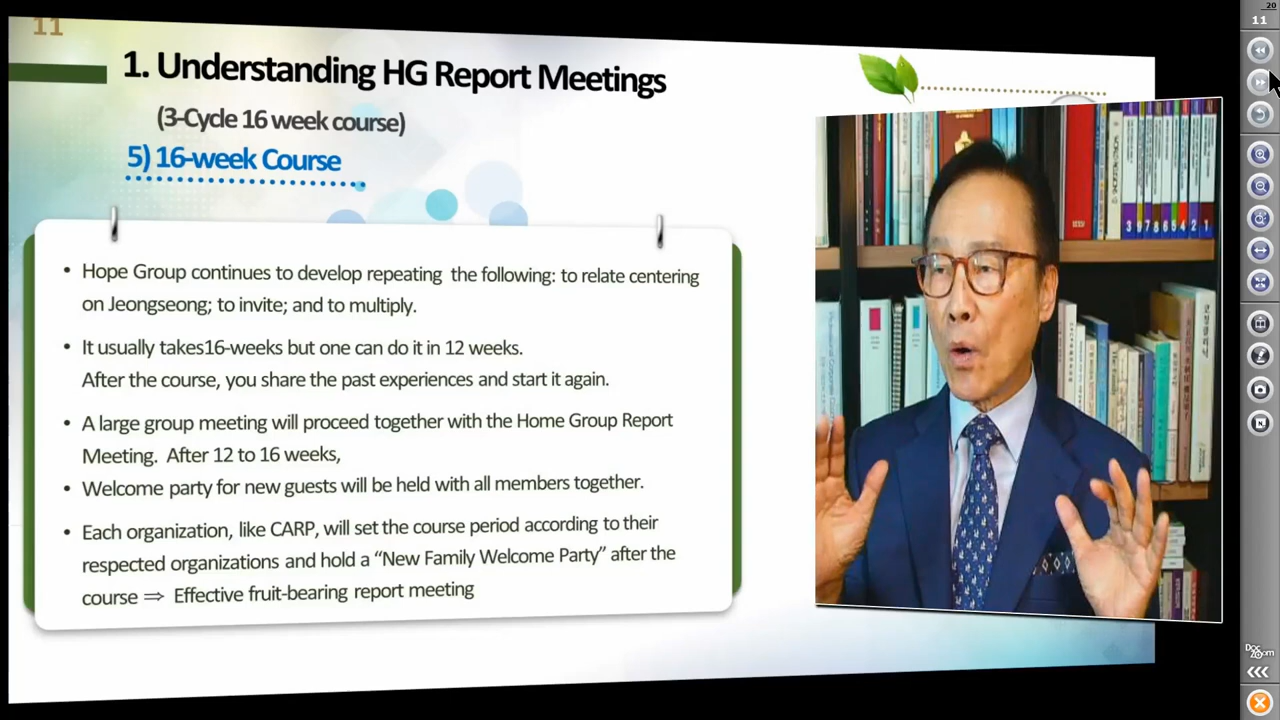 20
11
11
1. Understanding HG Report Meetings
(3-Cycle 16 week course)
5) 16-week Course
• Hope Group continues to develop repeating the following: to relate centering
on Jeongseong; to invite; and to multiply.
• It usually takes16-weeks but one can do it in 12 weeks.
After the course, you share the past experiences and start it again.
• A large group meeting will proceed together with the Home Group Report
Meeting. After 12 to 16 weeks,
• Welcome party for new guests will be held with all members together.
• Each organization, like CARP, will set the course period according to their
respected organizations and hold a “New Family Welcome Party” after the
course ⇒ Effective fruit-bearing report meeting